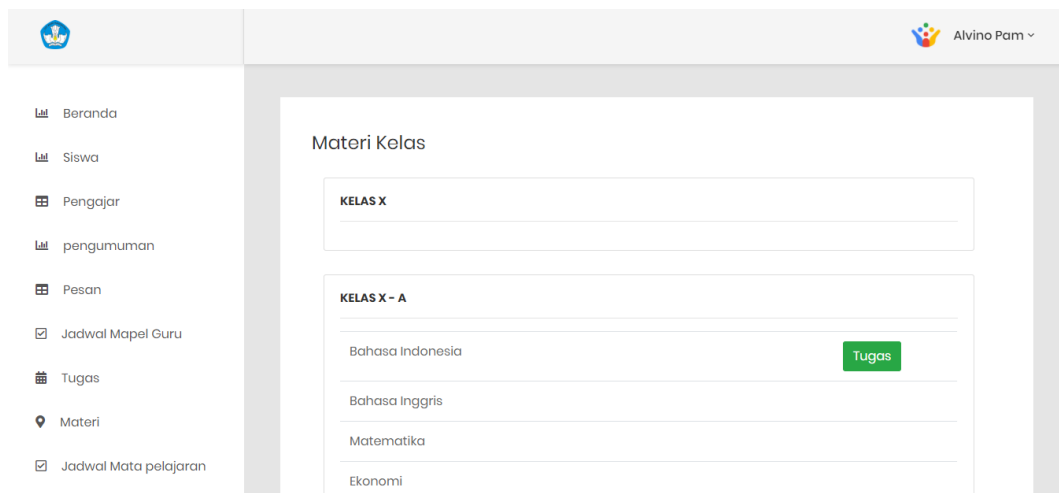 Alvino Pam
Beranda
Siswa
Pengajar
pengumuman
Pesan
Jadwal Mapel Guru
Tugas
Materi
Jadwal Mata pelajaran
Materi Kelas
KELAS X
KELAS X - A
Bahasa Indonesia
Tugas
Bahasa Inggris
Matematika
Ekonomi